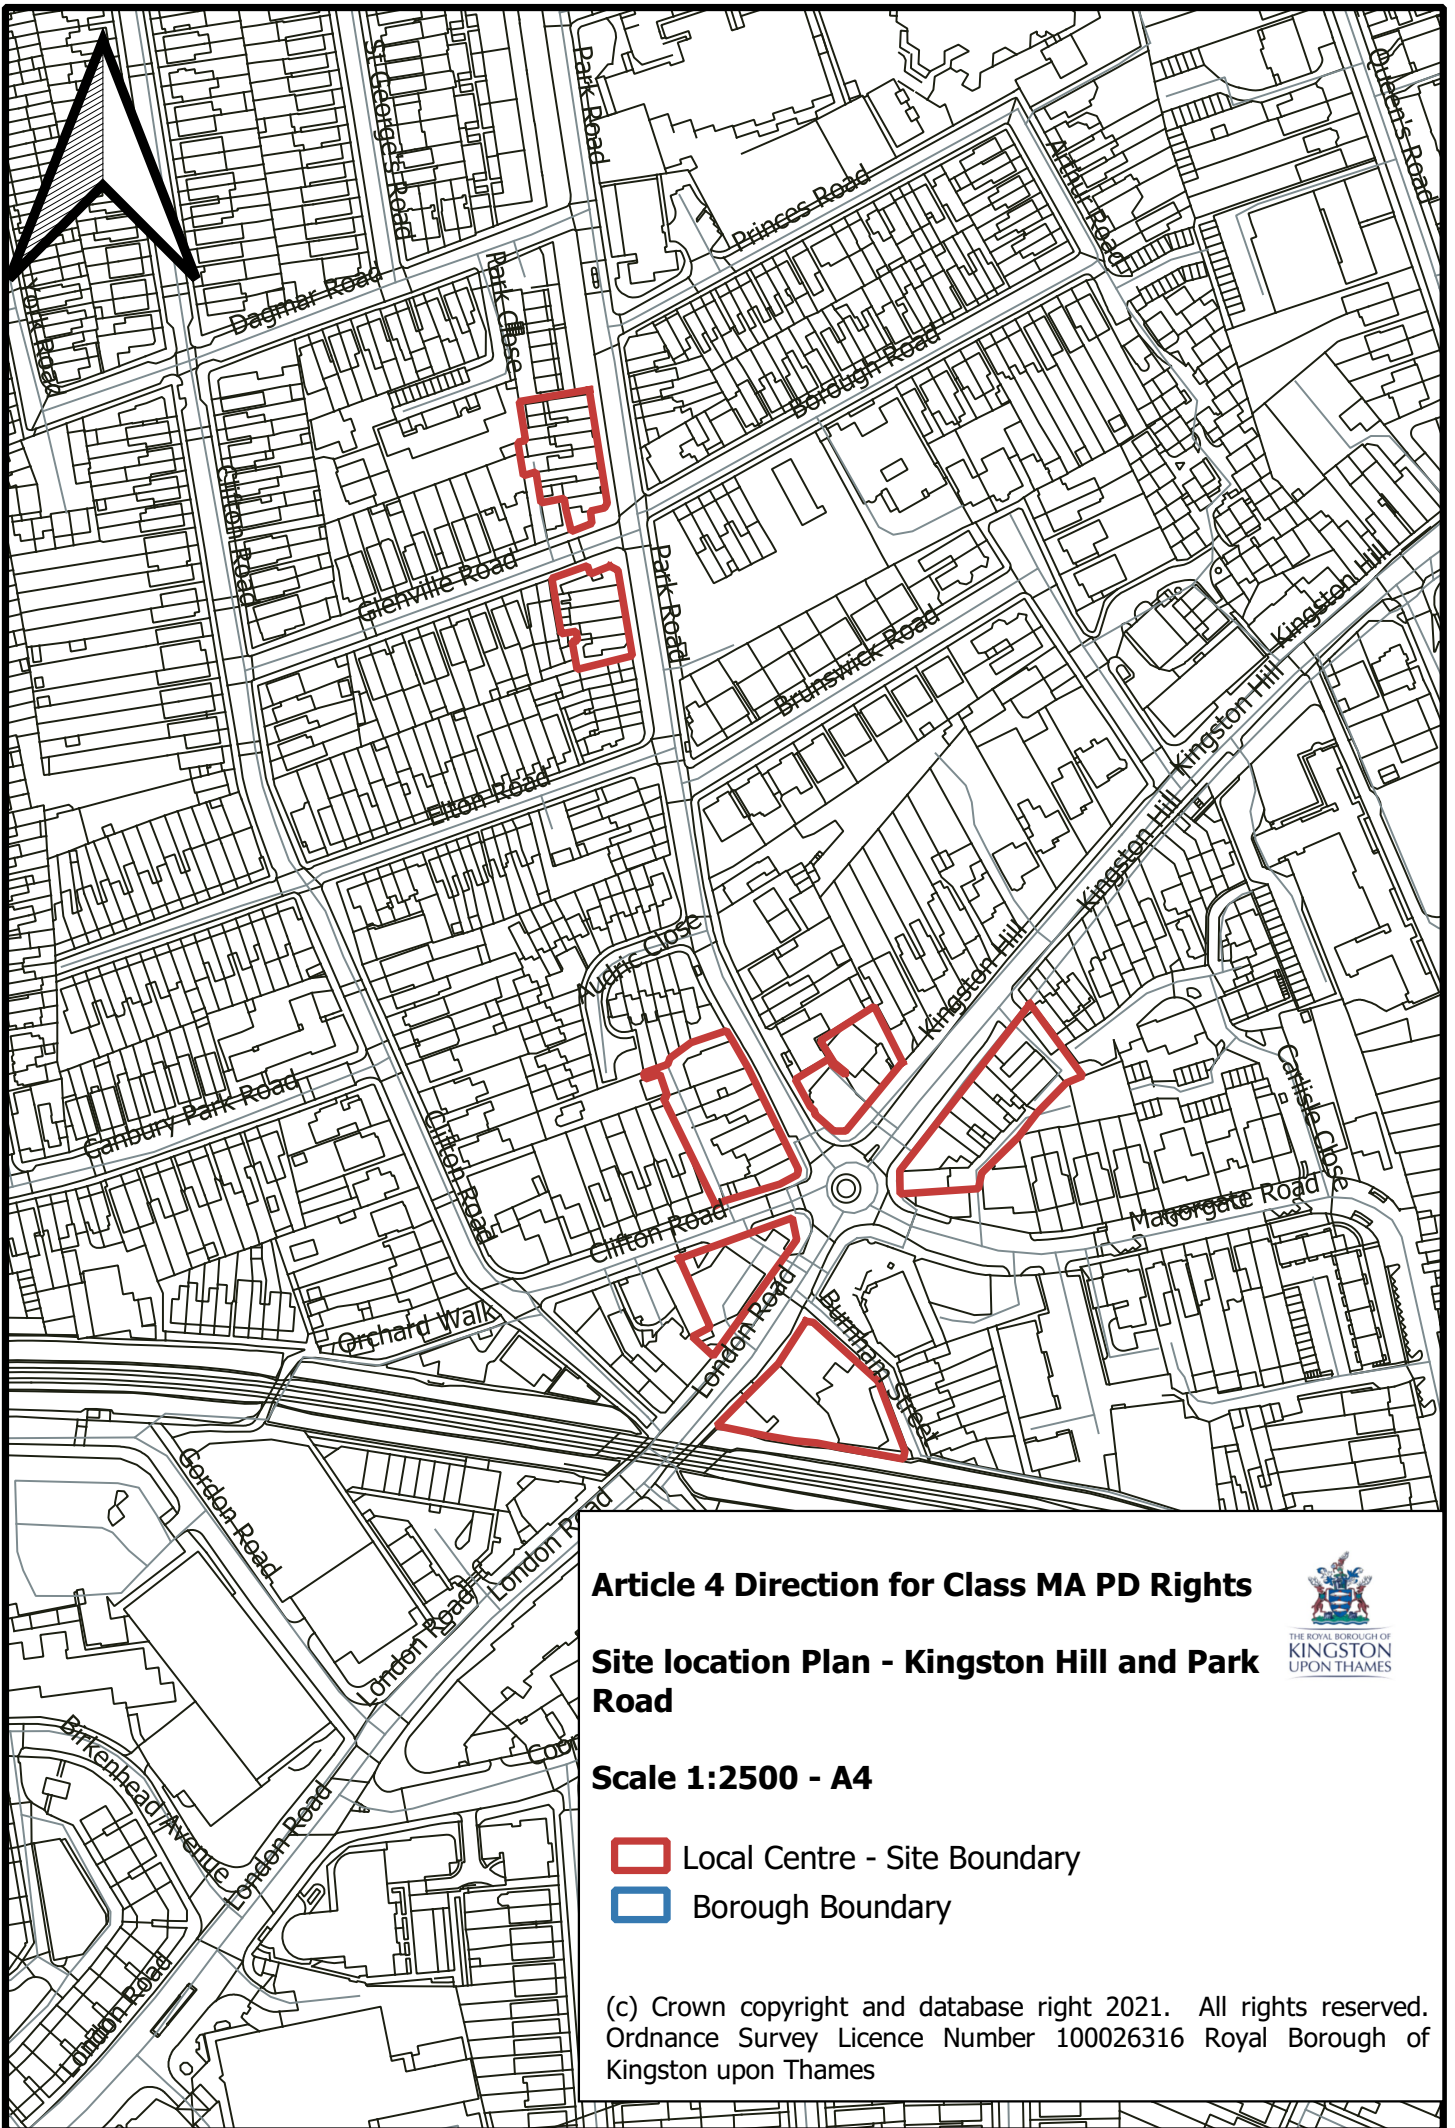 St George's Road
Park Road
Queen's Road
Arthur Road
Princes Road
York Road
Dagmar Road
Park Close
Borough Road
Clifton Road
Glenville Road
Park Road
Brunswick Road
Kingston Hill
Kingston Hill
Kingston Hill
Elton Road
Audric Close
Kingston Hill
Canbury Park Road
Clifton Road
Carlisle Close
Manorgate Road
Clifton Road
Orchard Walk
London Road
Burnham Street
Gordon Road
London Road
London Road
Birkenhead Avenue
London Road
London Road
Article 4 Direction for Class MA PD Rights
THE ROYAL BOROUGH OF
KINGSTON
UPON THAMES
Site location Plan - Kingston Hill and Park
Road
Scale 1:2500 - A4
Local Centre - Site Boundary
Borough Boundary
(c) Crown copyright and database right 2021. All rights reserved.
Ordnance Survey Licence Number 100026316 Royal Borough of
Kingston upon Thames